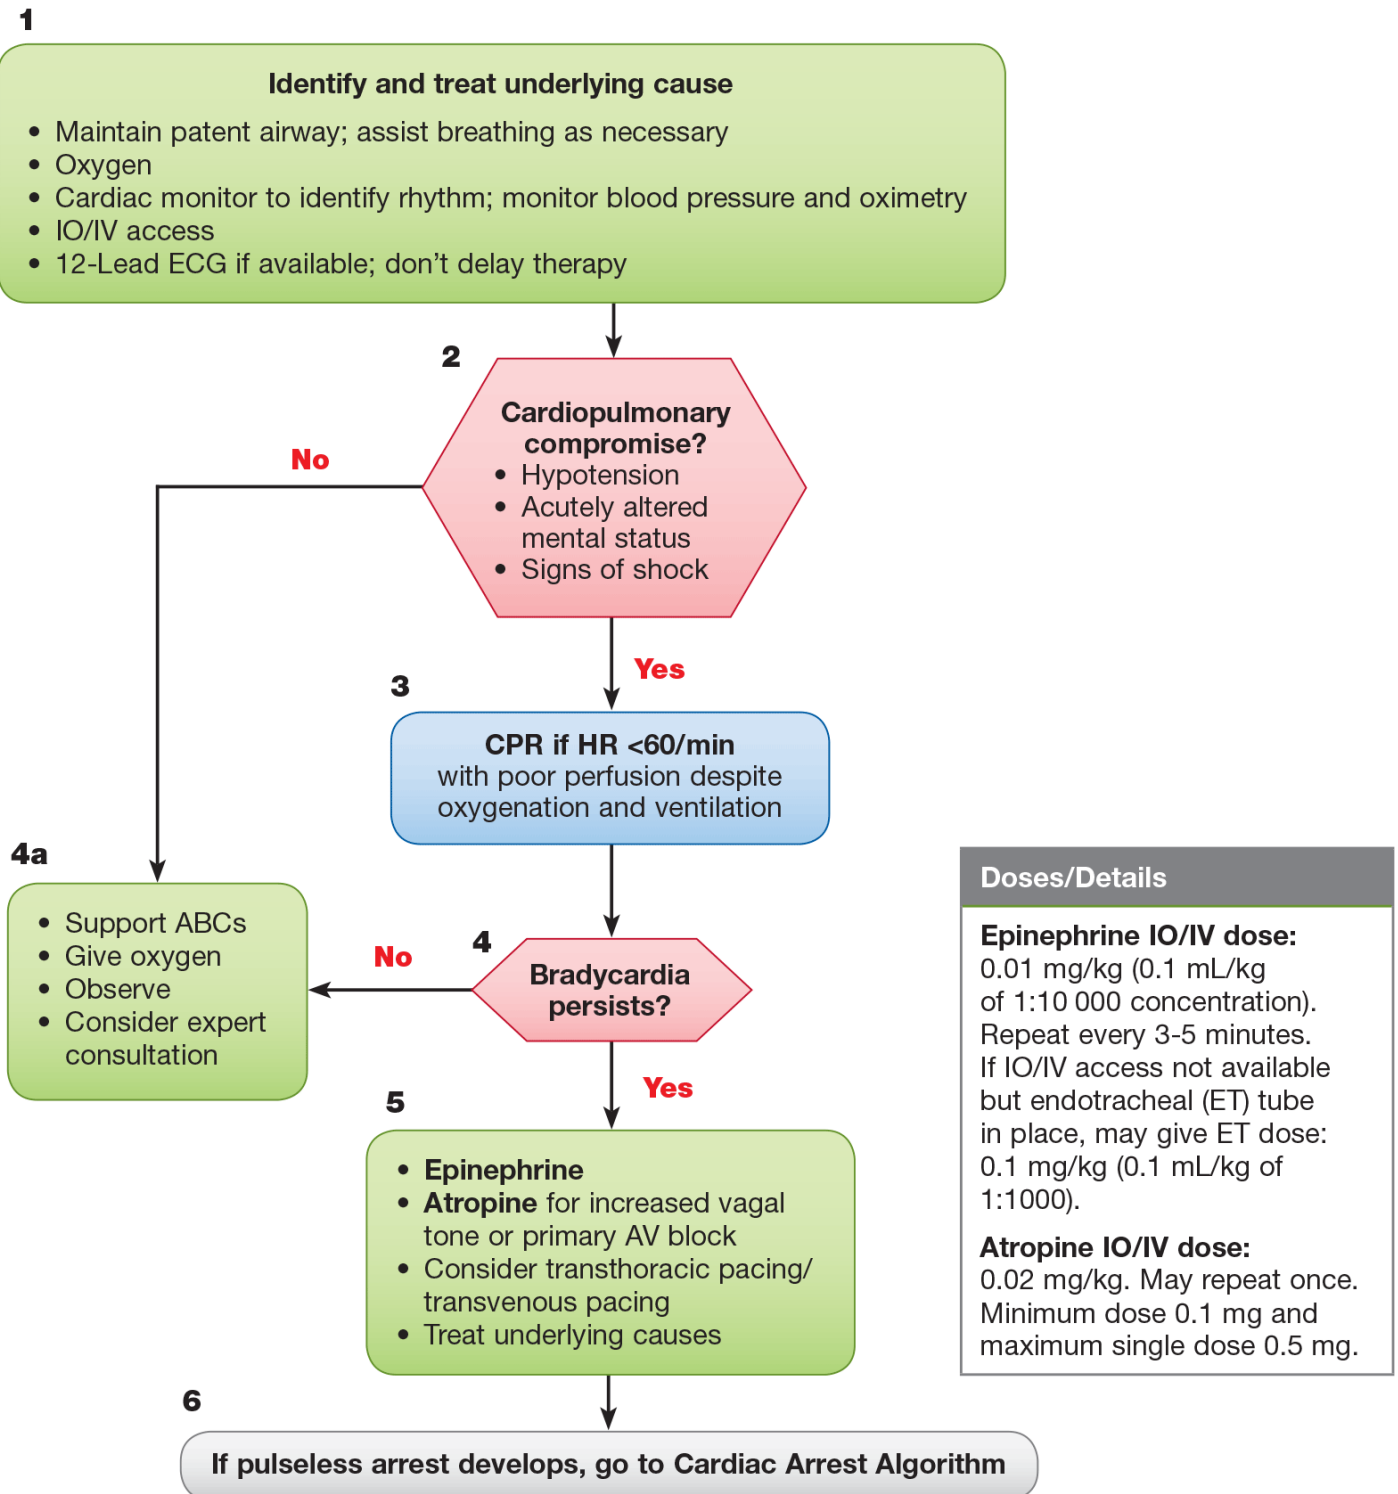 1
Identify and treat underlying cause
• Maintain patent airway; assist breathing as necessary
• Oxygen
• Cardiac monitor to identify rhythm; monitor blood pressure and oximetry
• IO/IV access
• 12-Lead ECG if available; don't delay therapy
2
Cardiopulmonary
compromise?
• Hypotension
• Acutely altered
mental status
• Signs of shock
No
Yes
3
CPR if HR <60/min
with poor perfusion despite
oxygenation and ventilation
4a
• Support ABCs
• Give oxygen
• Observe
• Consider expert
consultation
No
4
Bradycardia
persists?
Yes
5
• Epinephrine
• Atropine for increased vagal
tone or primary AV block
• Consider transthoracic pacing/
transvenous pacing
• Treat underlying causes
6
If pulseless arrest develops, go to Cardiac Arrest Algorithm
Doses/Details
Epinephrine IO/IV dose:
0.01 mg/kg (0.1 mL/kg
of 1:10 000 concentration).
Repeat every 3-5 minutes.
If IO/IV access not available
but endotracheal (ET) tube
in place, may give ET dose:
0.1 mg/kg (0.1 mL/kg of
1:1000).
Atropine IO/IV dose:
0.02 mg/kg. May repeat once.
Minimum dose 0.1 mg and
maximum single dose 0.5 mg.